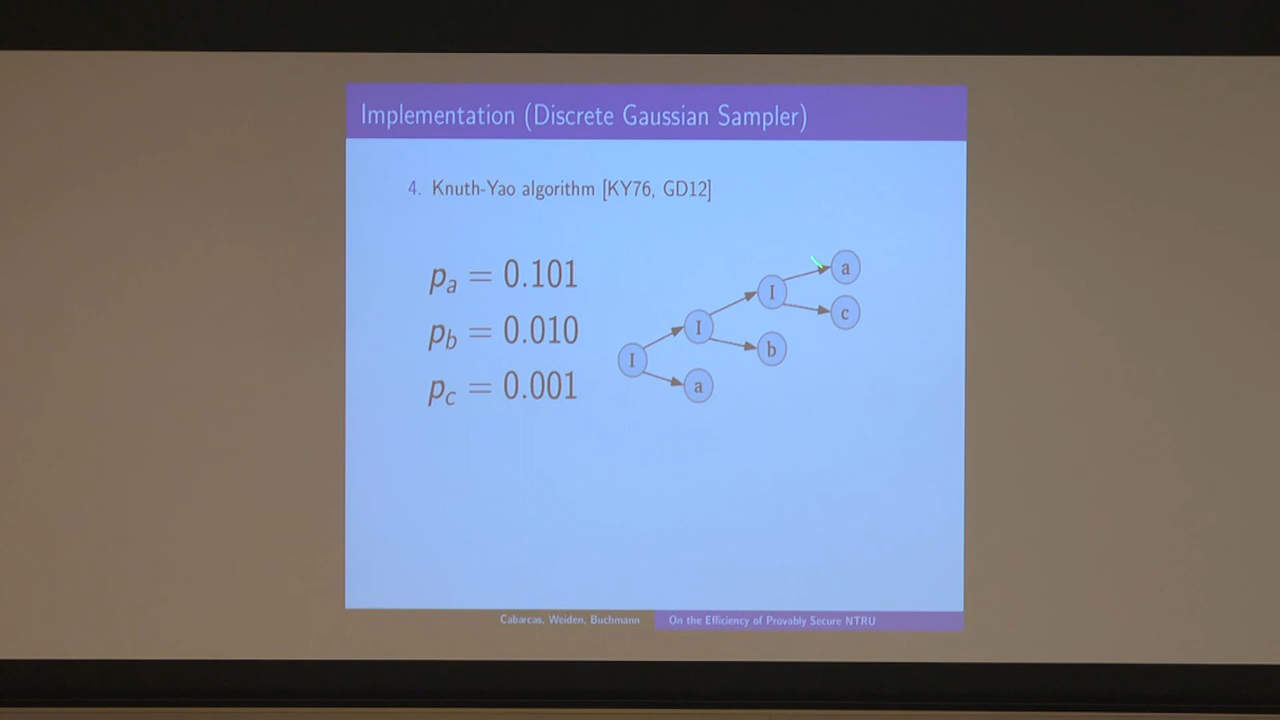 Implementation (Discrete Gaussian Sampler)
4. Knuth-Yao algorithm [KY76, GD12]
pₐ = 0.101
p_b = 0.010
p_c = 0.001
a
I
c
I
b
I
a
Cabarcas, Weiden, Buchmann
On the Efficiency of Provably Secure NTRU